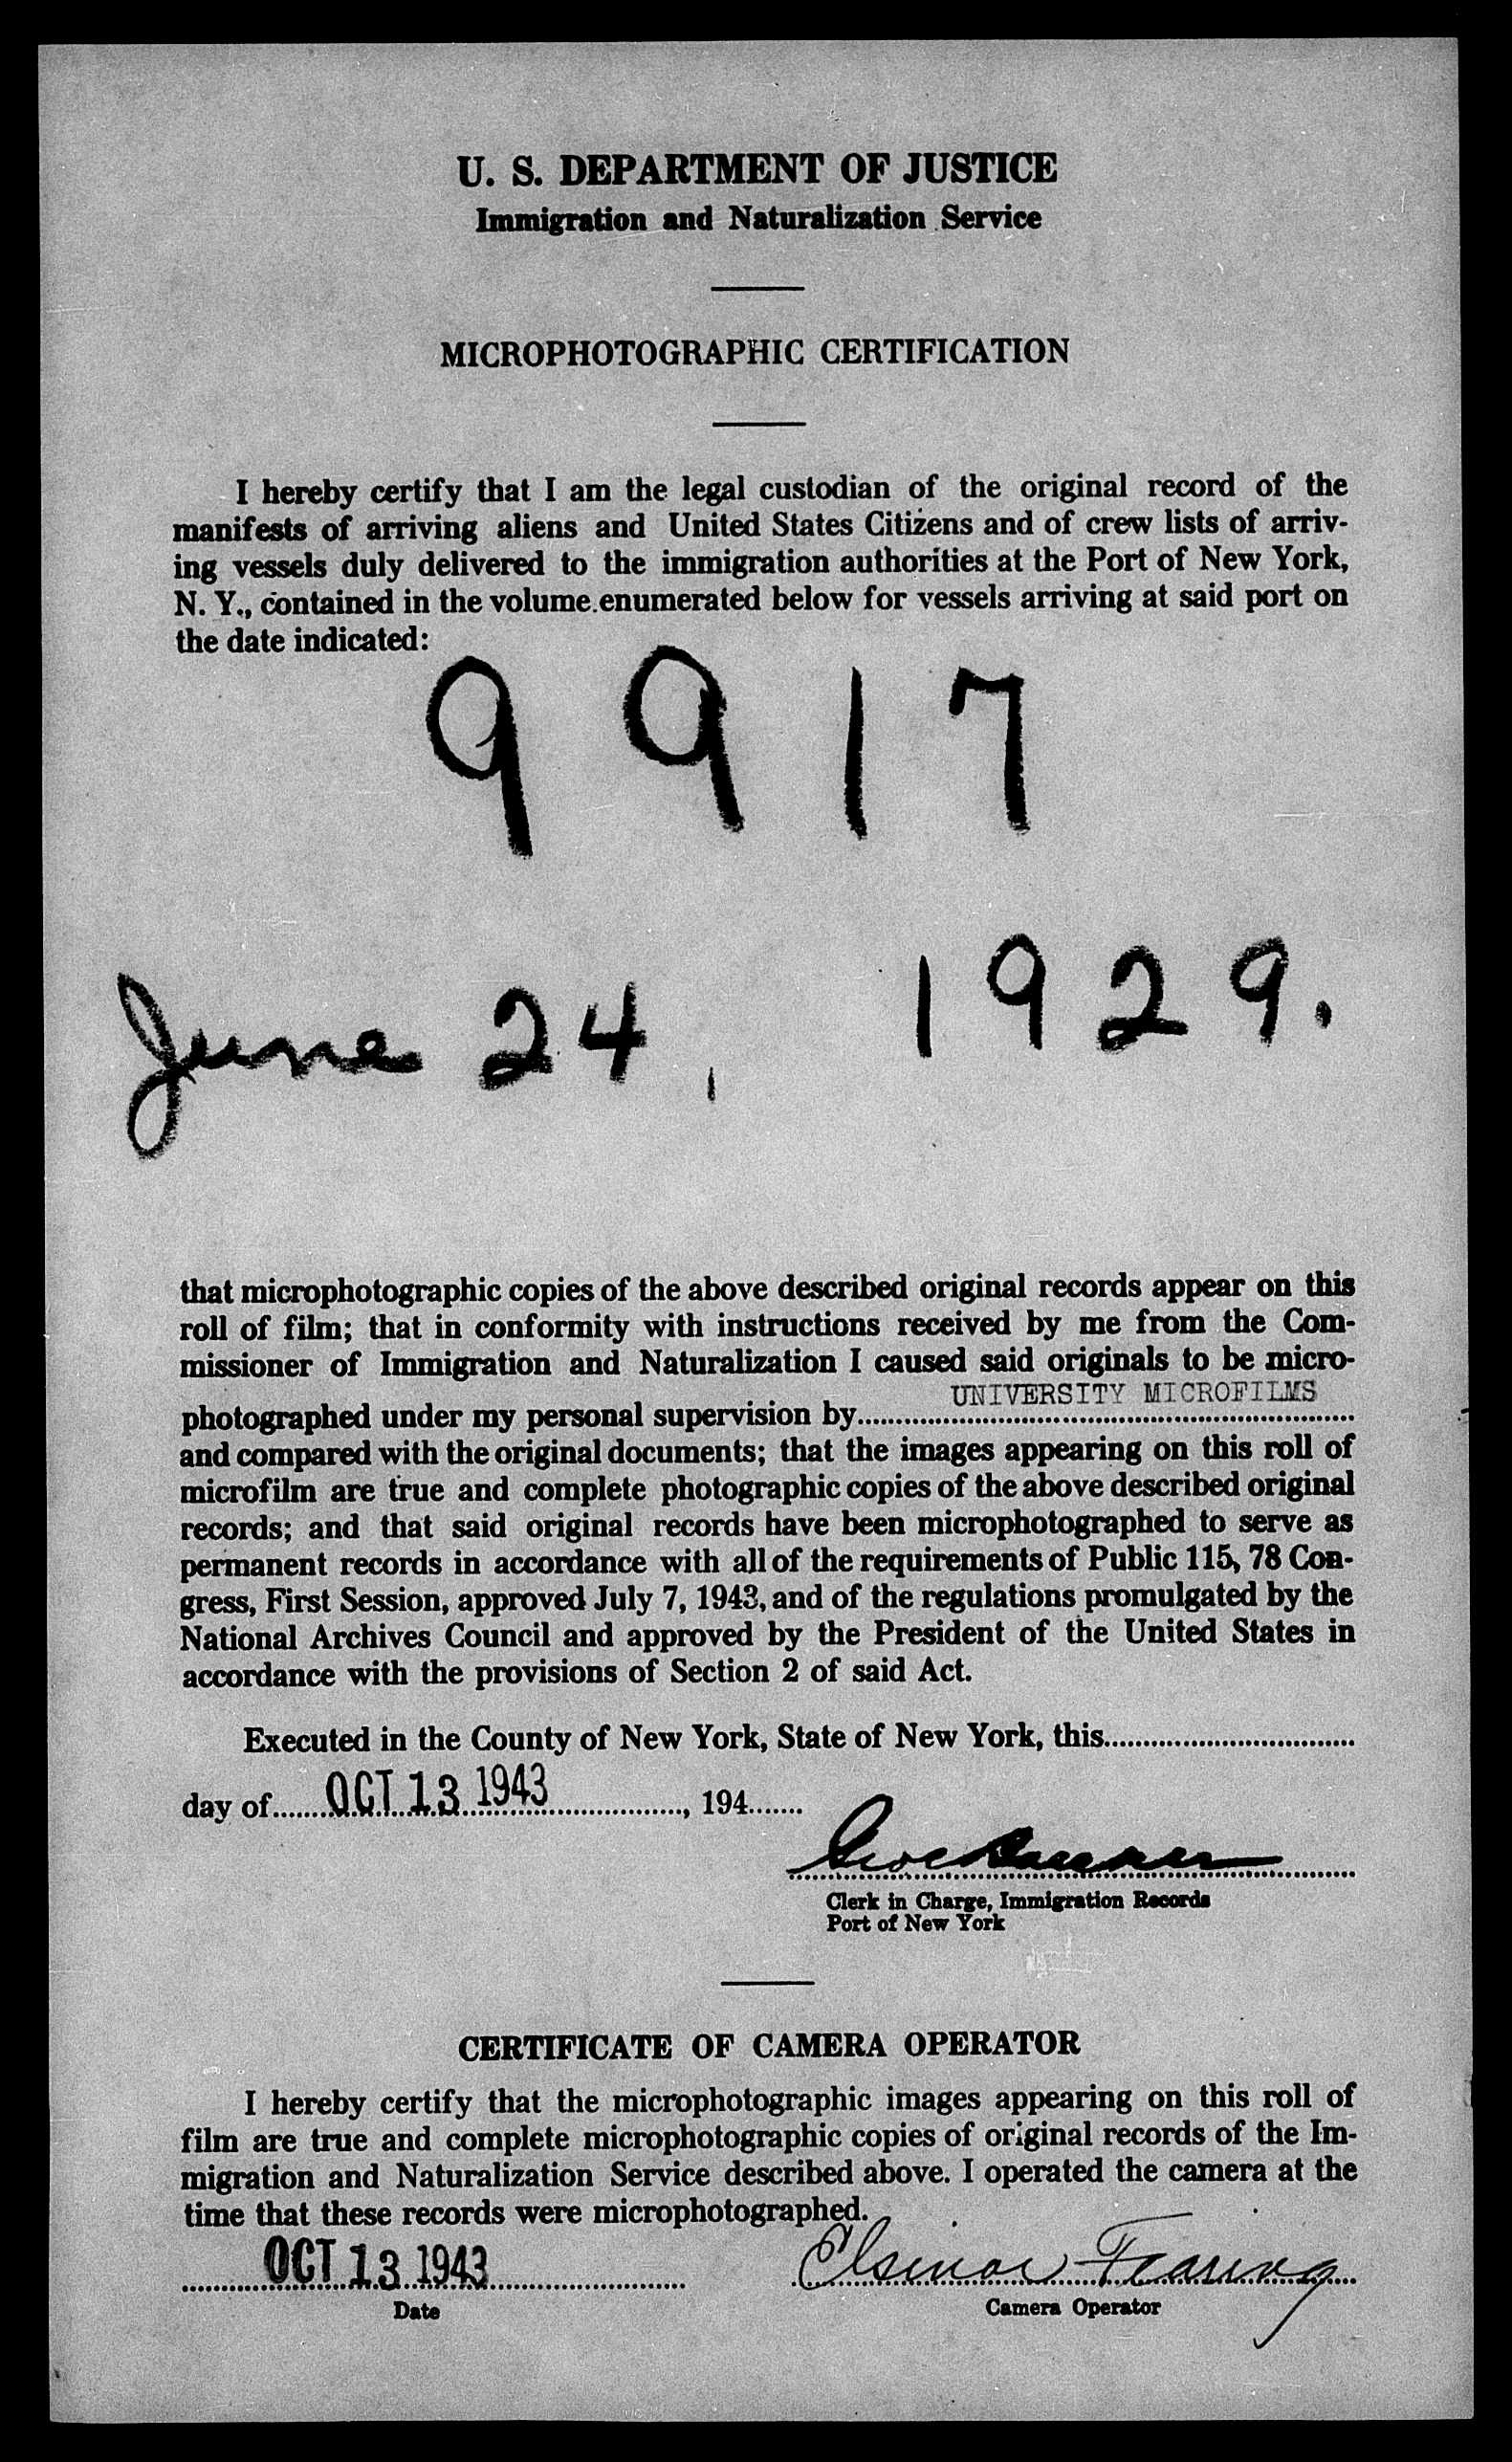 U. S. DEPARTMENT OF JUSTICE
Immigration and Naturalization Service
MICROPHOTOGRAPHIC CERTIFICATION
I hereby certify that I am the legal custodian of the original record of the
manifests of arriving aliens and United States Citizens and of crew lists of arriv-
ing vessels duly delivered to the immigration authorities at the Port of New York,
N. Y., contained in the volume enumerated below for vessels arriving at said port on
the date indicated:
9917
June 24, 1929.
that microphotographic copies of the above described original records appear on this
roll of film; that in conformity with instructions received by me from the Com-
missioner of Immigration and Naturalization I caused said originals to be micro-
photographed under my personal supervision by UNIVERSITY MICROFILMS
and compared with the original documents; that the images appearing on this roll of
microfilm are true and complete photographic copies of the above described original
records; and that said original records have been microphotographed to serve as
permanent records in accordance with all of the requirements of Public 115, 78 Con-
gress, First Session, approved July 7, 1943, and of the regulations promulgated by the
National Archives Council and approved by the President of the United States in
accordance with the provisions of Section 2 of said Act.
Executed in the County of New York, State of New York, this
day of OCT 13 1943, 194
Clerk in Charge, Immigration Records
Port of New York
CERTIFICATE OF CAMERA OPERATOR
I hereby certify that the microphotographic images appearing on this roll of
film are true and complete microphotographic copies of original records of the Im-
migration and Naturalization Service described above. I operated the camera at the
time that these records were microphotographed.
OCT 13 1943 Fearing
Date Camera Operator